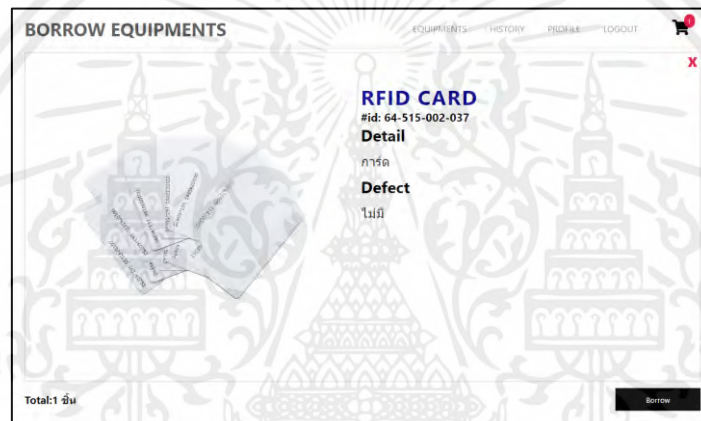 BORROW EQUIPMENTS
EQUIPMENTS HISTORY PROFILE LOGOUT
1
X
RFID CARD
#id: 64-515-002-037
Detail
การ์ด
Defect
ไม่มี
Total:1 ชิ้น
Borrow